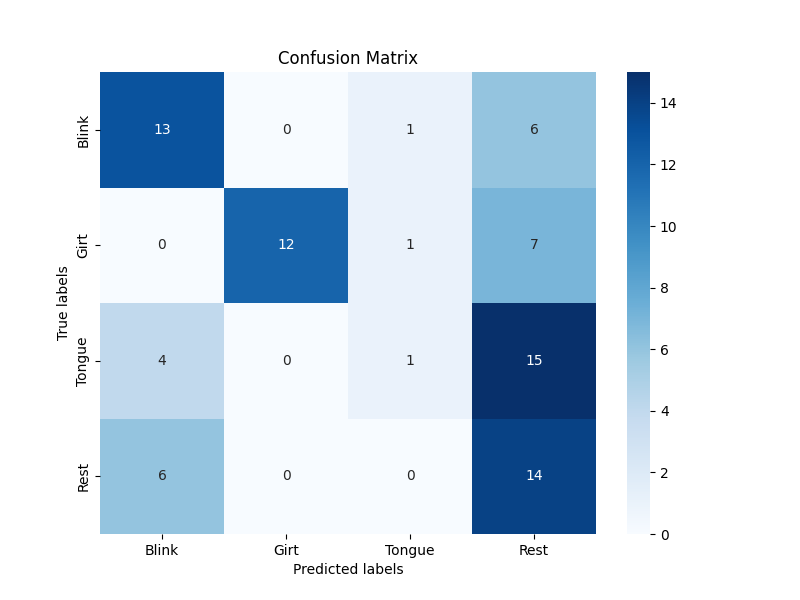 Confusion Matrix
True labels
Blink 13 0 1 6
Girt 0 12 1 7
Tongue 4 0 1 15
Rest 6 0 0 14
Blink Girt Tongue Rest
Predicted labels
14
12
10
8
6
4
2
0